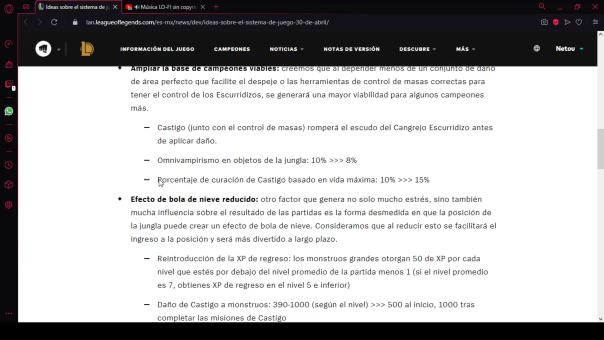 Ideas sobre el sistema de j
Música LO-FI sin copyri
lan.leagueoflegends.com/es-mx/news/dev/ideas-sobre-el-sistema-de-juego-30-de-abril/
INFORMACIÓN DEL JUEGO CAMPEONES NOTICIAS NOTAS DE VERSIÓN DESCUBRE MÁS Netou
Ampliar la base de campeones viables: creemos que al depender menos de un conjunto de daño
de área perfecto que facilite el despeje o las herramientas de control de masas correctas para
tener el control de los Escurridizos, se generará una mayor viabilidad para algunos campeones
más.
— Castigo (junto con el control de masas) romperá el escudo del Cangrejo Escurridizo antes
de aplicar daño.
— Omnivampirismo en objetos de la jungla: 10% >>> 8%
— Porcentaje de curación de Castigo basado en vida máxima: 10% >>> 15%
• Efecto de bola de nieve reducido: otro factor que genera no solo mucho estrés, sino también
mucha influencia sobre el resultado de las partidas es la forma desmedida en que la posición de
la jungla puede crear un efecto de bola de nieve. Consideramos que al reducir esto se facilitará el
ingreso a la posición y será más divertido a largo plazo.
— Reintroducción de la XP de regreso: los monstruos grandes otorgan 50 de XP por cada
nivel que estés por debajo del nivel promedio de la partida menos 1 (si el nivel promedio
es 7, obtienes XP de regreso en el nivel 5 e inferior)
— Daño de Castigo a monstruos: 390-1000 (según el nivel) >>> 500 al inicio, 1000 tras
completar las misiones de Castigo